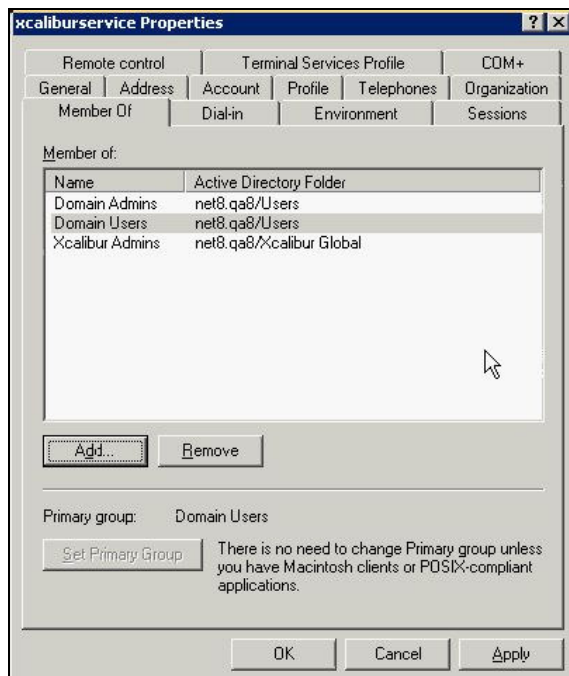 xcaliburservice Properties
? X
Remote control Terminal Services Profile COM+
General Address Account Profile Telephones Organization
Member Of Dial-in Environment Sessions
Member of:
Name Active Directory Folder
Domain Admins net8.qa8/Users
Domain Users net8.qa8/Users
Xcalibur Admins net8.qa8/Xcalibur Global
Add... Remove
Primary group: Domain Users
Set Primary Group
There is no need to change Primary group unless
you have Macintosh clients or POSIX-compliant
applications.
OK Cancel Apply